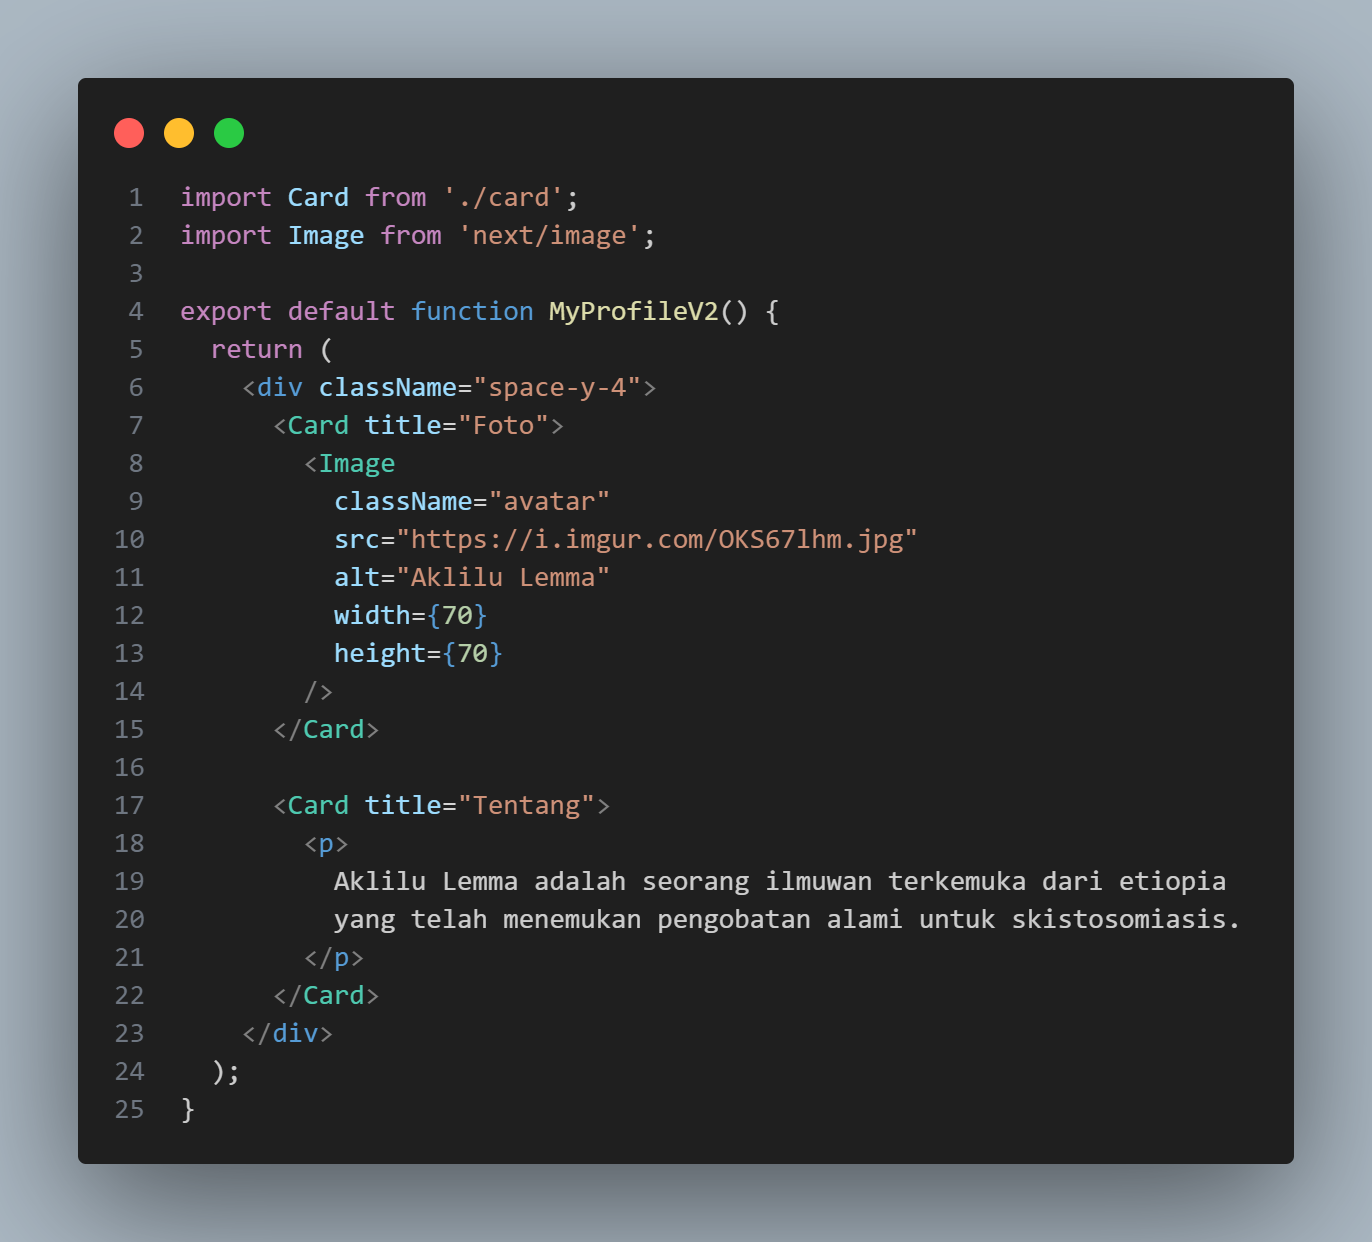 1 import Card from './card';
2 import Image from 'next/image';
3
4 export default function MyProfileV2() {
5   return (
6     <div className="space-y-4">
7       <Card title="Foto">
8         <Image
9           className="avatar"
10           src="https://i.imgur.com/OKS67lhm.jpg"
11           alt="Aklilu Lemma"
12           width={70}
13           height={70}
14         />
15       </Card>
16
17       <Card title="Tentang">
18         <p>
19           Aklilu Lemma adalah seorang ilmuwan terkemuka dari etiopia
20           yang telah menemukan pengobatan alami untuk skistosomiasis.
21         </p>
22       </Card>
23     </div>
24   );
25 }